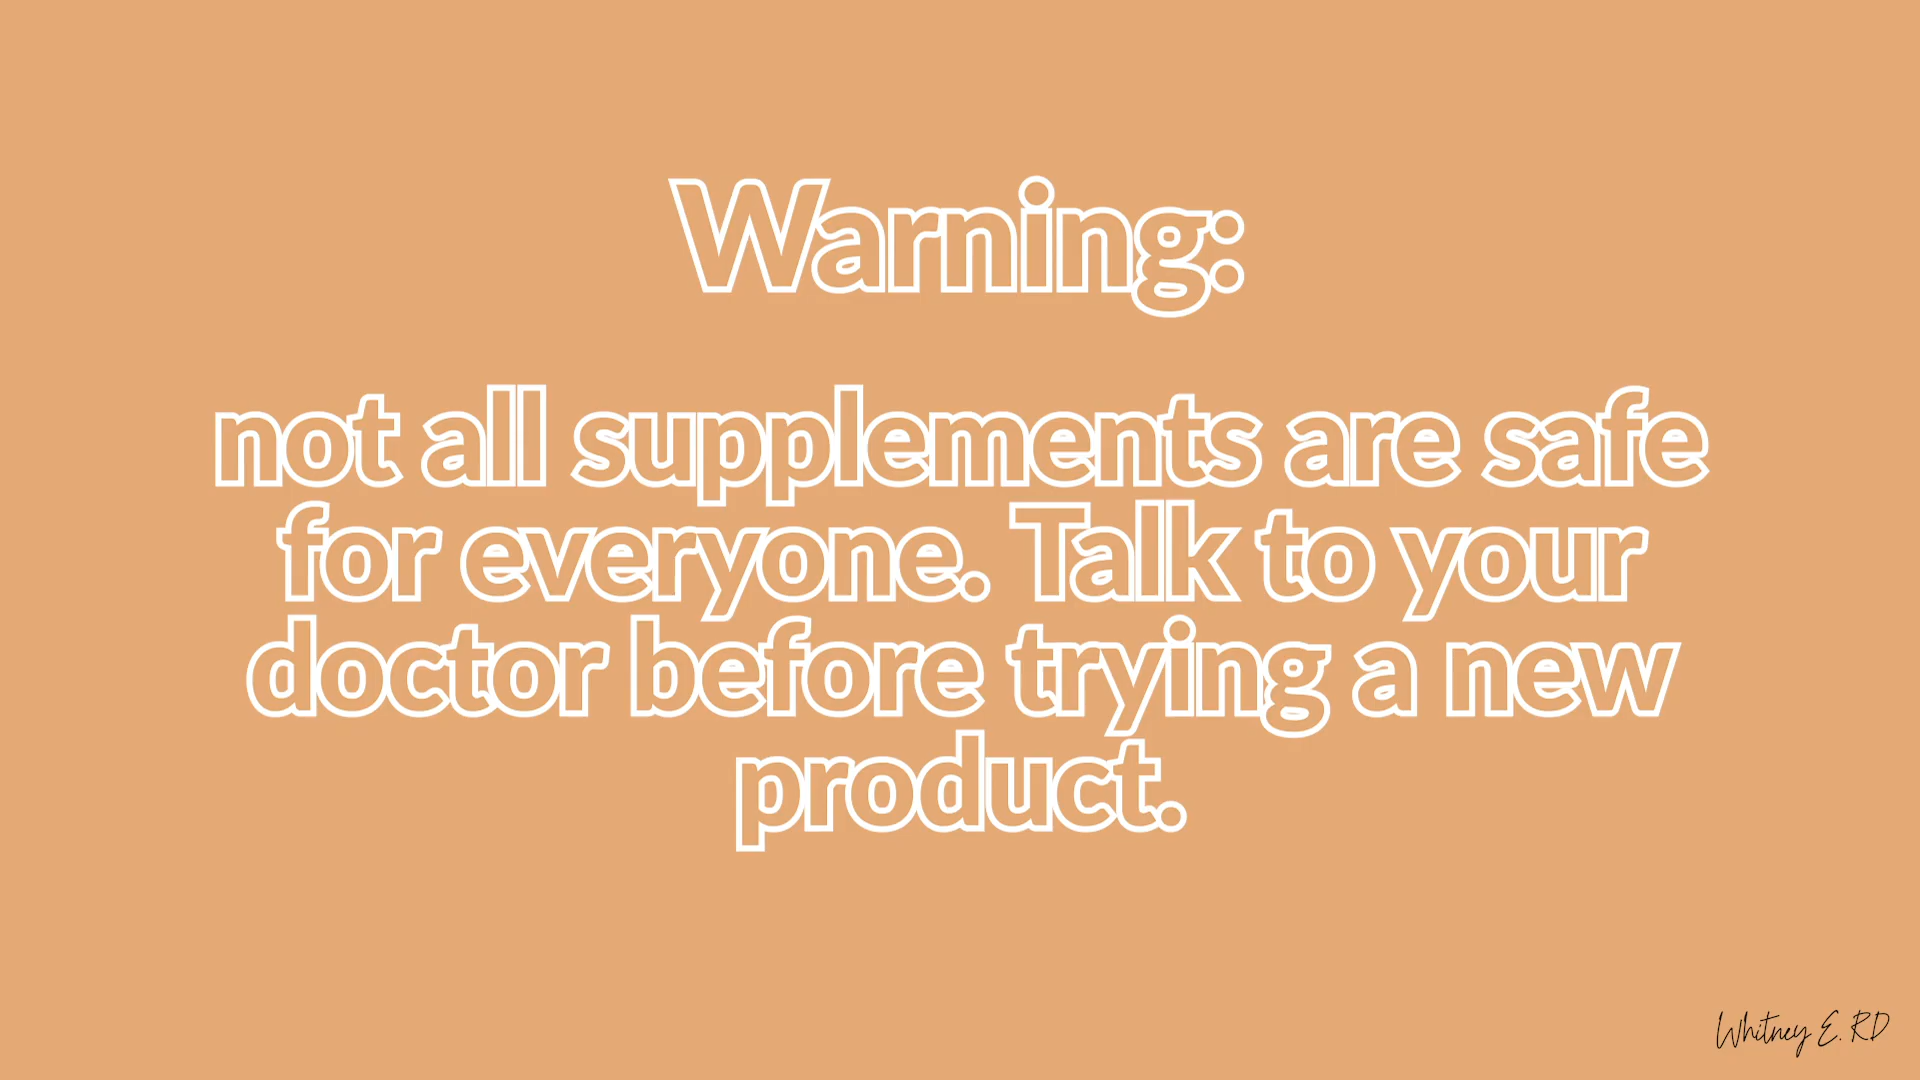 Warning:
not all supplements are safe
for everyone. Talk to your
doctor before trying a new
product.
Whitney E. RD